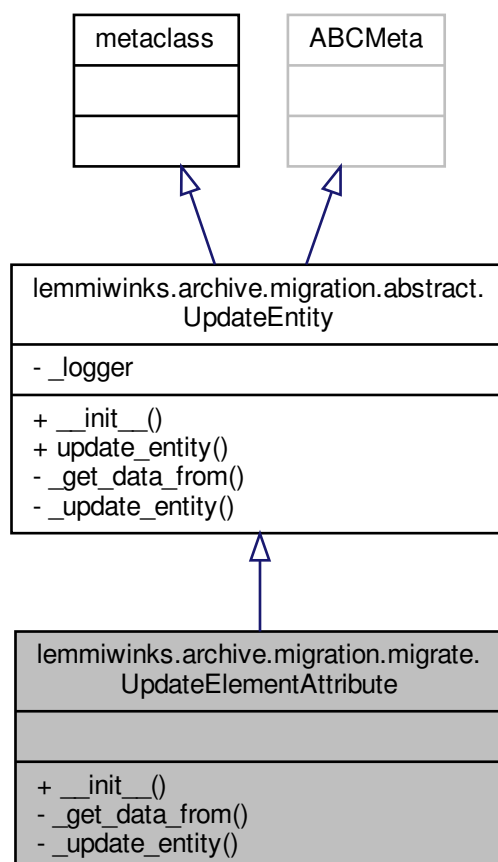 metaclass
ABCMeta
lemmiwinks.archive.migration.abstract.
UpdateEntity
- _logger
+ __init__()
+ update_entity()
- _get_data_from()
- _update_entity()
lemmiwinks.archive.migration.migrate.
UpdateElementAttribute
+ __init__()
- _get_data_from()
- _update_entity()